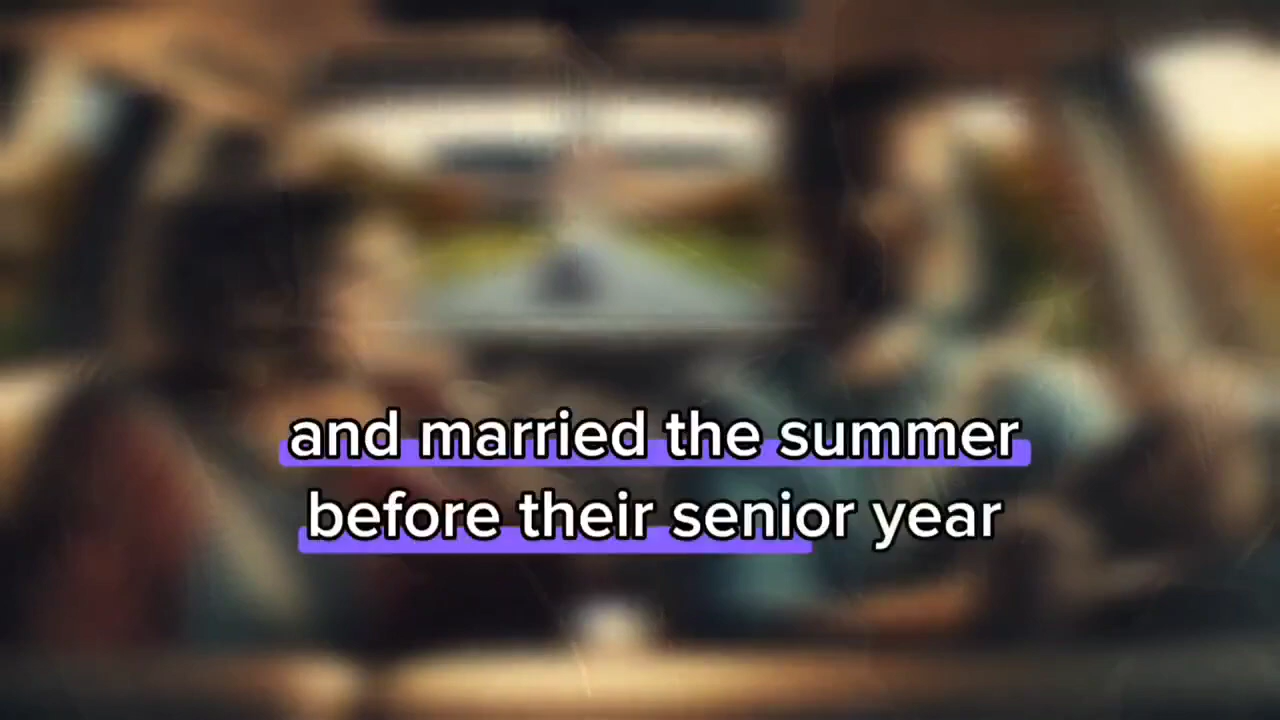 and married the summer
before their senior year